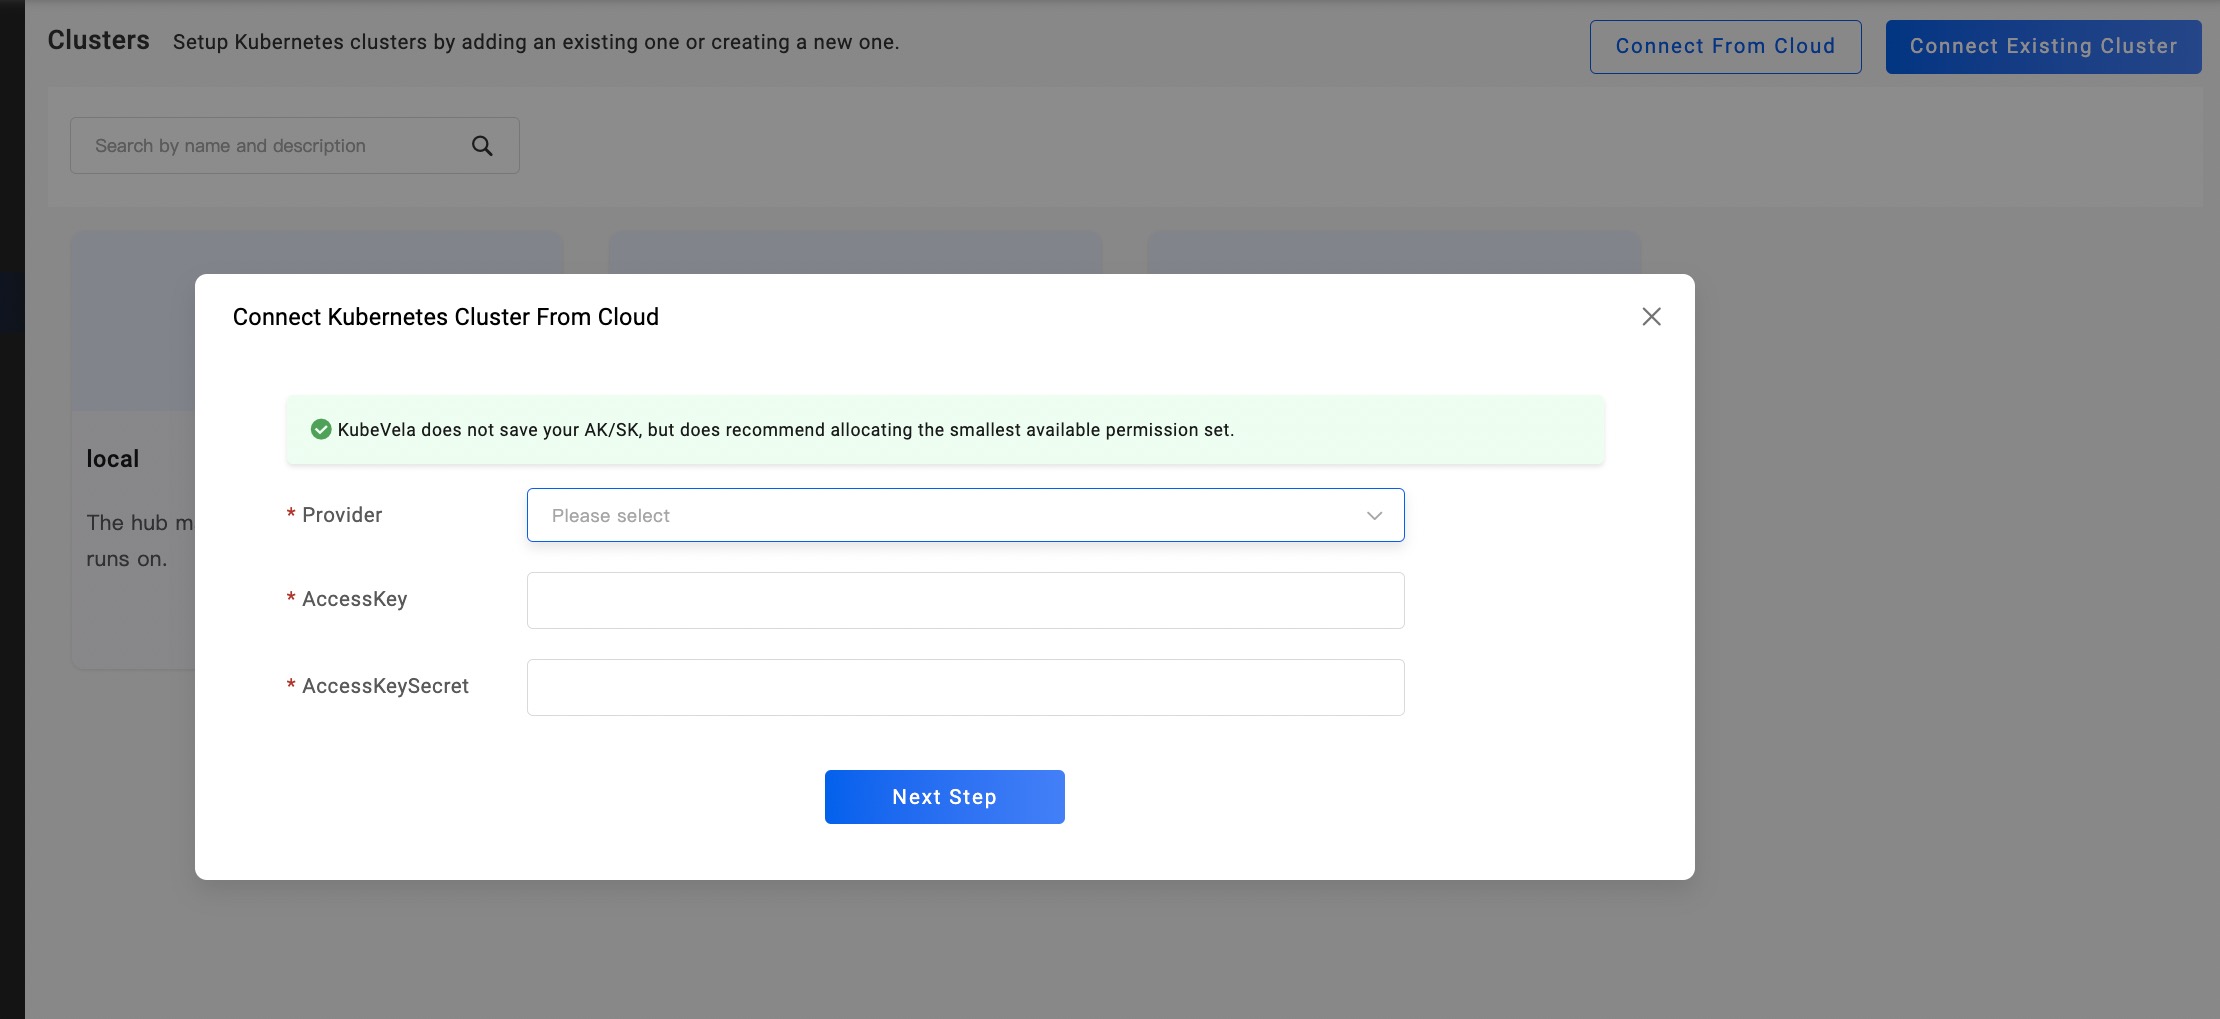 Clusters Setup Kubernetes clusters by adding an existing one or creating a new one.
Connect From Cloud
Connect Existing Cluster
Search by name and description
Connect Kubernetes Cluster From Cloud
KubeVela does not save your AK/SK, but does recommend allocating the smallest available permission set.
local
The hub
runs on.
* Provider
Please select
* AccessKey
* AccessKeySecret
Next Step